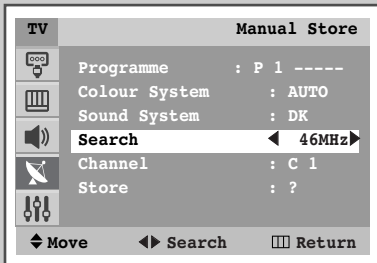 TV Manual Store
Programme : P 1 -----
Colour System : AUTO
Sound System : DK
Search 46MHz
Channel : C 1
Store : ?
Move Search Return